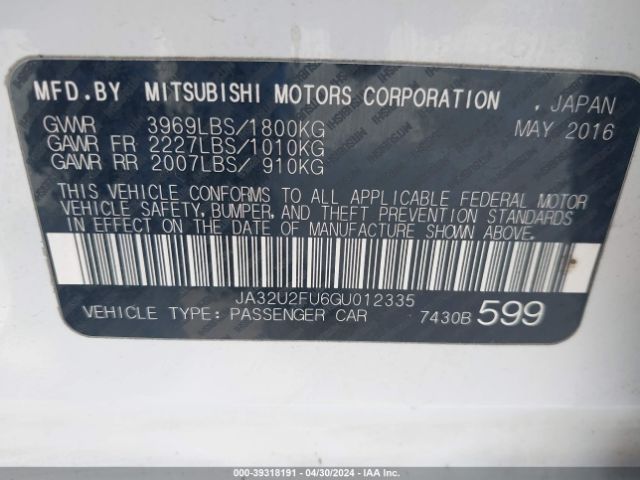 MFD.BY MITSUBISHI MOTORS CORPORATION , JAPAN
GVWR 3969LBS/1800KG MAY 2016
GAWR FR 2227LBS/1010KG
GAWR RR 2007LBS/ 910KG
THIS VEHICLE CONFORMS TO ALL APPLICABLE FEDERAL MOTOR
VEHICLE SAFETY, BUMPER, AND THEFT PREVENTION STANDARDS
IN EFFECT ON THE DATE OF MANUFACTURE SHOWN ABOVE.
JA32U2FU6GU012335
VEHICLE TYPE: PASSENGER CAR 7430B 599
000-39318191 - 04/30/2024 - IAA Inc.